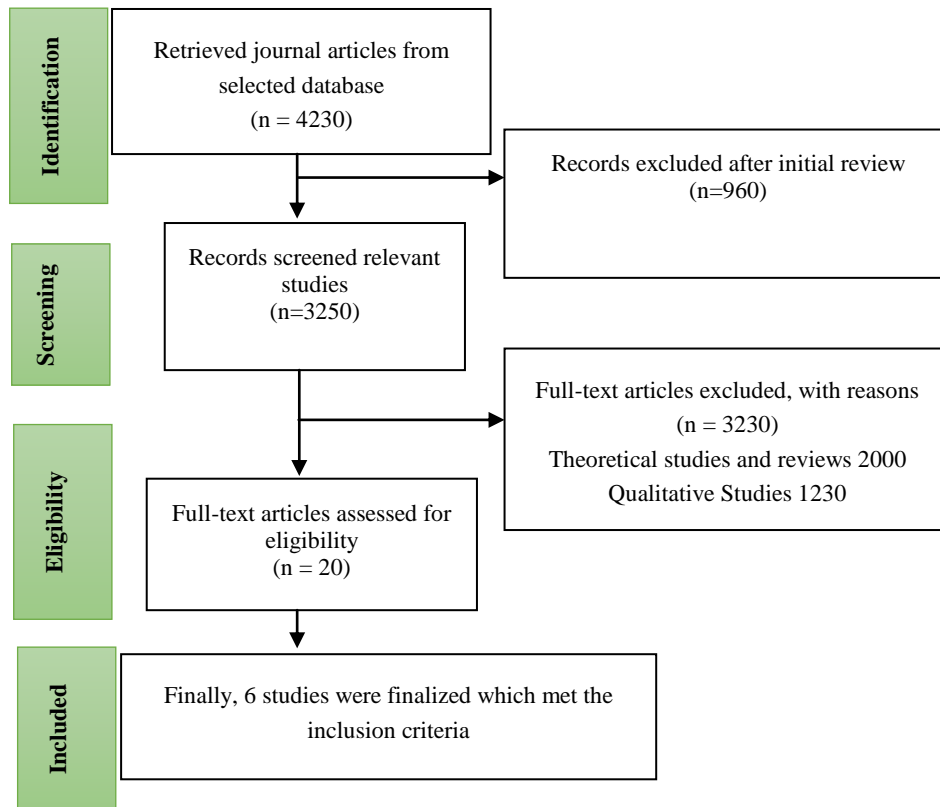 Identification
Retrieved journal articles from
selected database
(n = 4230)
Records excluded after initial review
(n=960)
Screening
Records screened relevant
studies
(n=3250)
Full-text articles excluded, with reasons
(n = 3230)
Theoretical studies and reviews 2000
Qualitative Studies 1230
Eligibility
Full-text articles assessed for
eligibility
(n = 20)
Included
Finally, 6 studies were finalized which met the
inclusion criteria